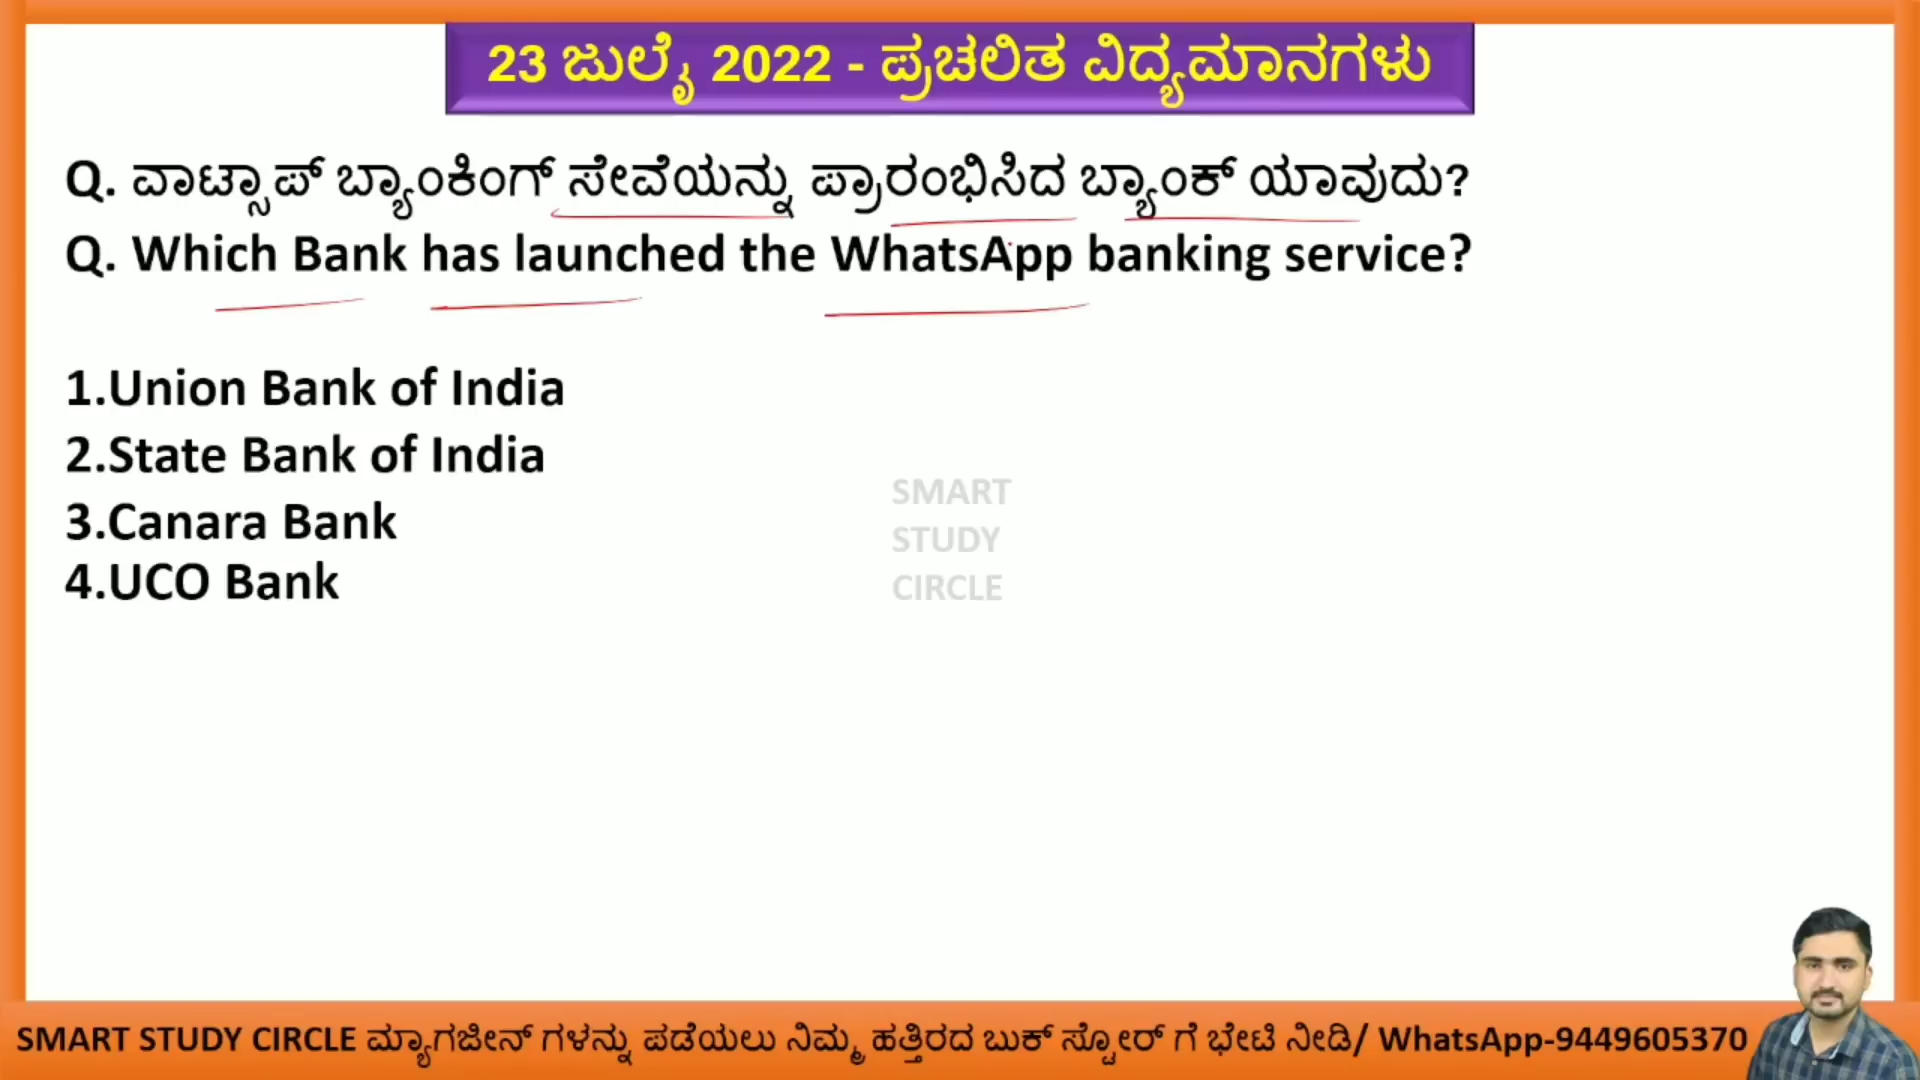 23 ಜುಲೈ 2022 - ಪ್ರಚಲಿತ ವಿದ್ಯಮಾನಗಳು
Q. ವಾಟ್ಸಾಪ್ ಬ್ಯಾಂಕಿಂಗ್ ಸೇವೆಯನ್ನು ಪ್ರಾರಂಭಿಸಿದ ಬ್ಯಾಂಕ್ ಯಾವುದು?
Q. Which Bank has launched the WhatsApp banking service?
1.Union Bank of India
2.State Bank of India
3.Canara Bank
4.UCO Bank
SMART
STUDY
CIRCLE
SMART STUDY CIRCLE ಮ್ಯಾಗಜೀನ್ ಗಳನ್ನು ಪಡೆಯಲು ನಿಮ್ಮ ಹತ್ತಿರದ ಬುಕ್ ಸ್ಟೋರ್ ಗೆ ಭೇಟಿ ನೀಡಿ/ WhatsApp-9449605370